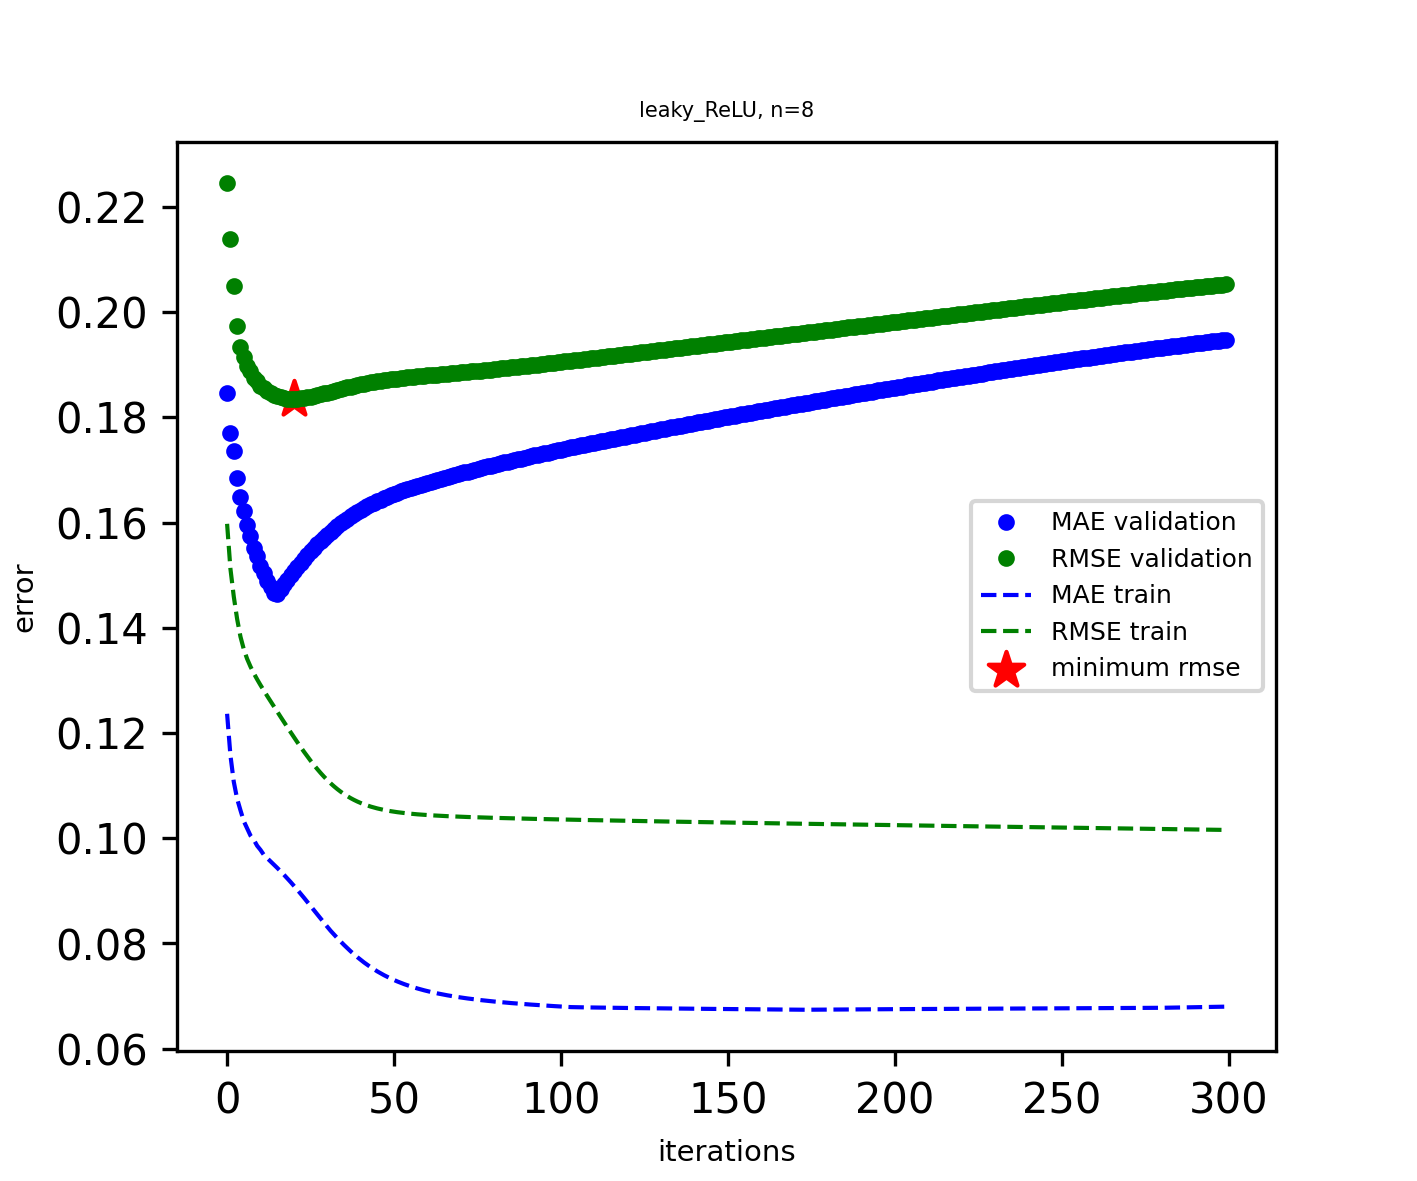 leaky_ReLU, n=8
0.22
0.20
0.18
0.16
0.14
0.12
0.10
0.08
0.06
error
MAE validation
RMSE validation
MAE train
RMSE train
minimum rmse
0 50 100 150 200 250 300
iterations